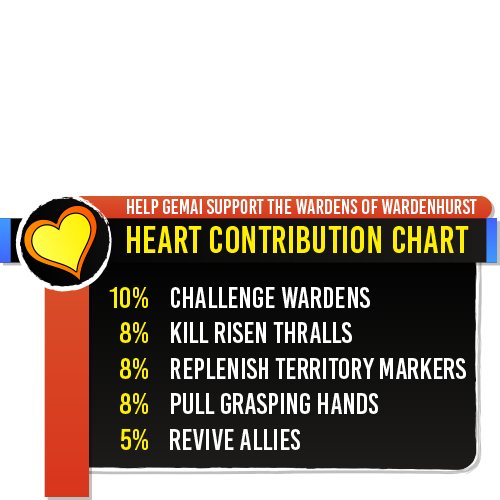 HELP GEMAI SUPPORT THE WARDENS OF WARDENHURST
HEART CONTRIBUTION CHART
10% CHALLENGE WARDENS
8% KILL RISEN THRALLS
8% REPLENISH TERRITORY MARKERS
8% PULL GRASPING HANDS
5% REVIVE ALLIES